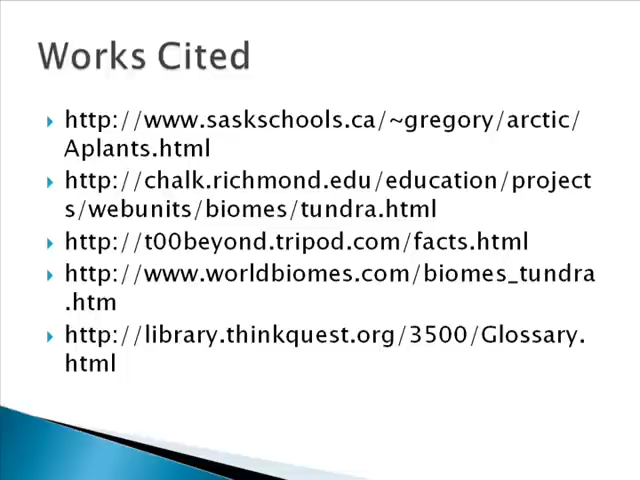 Works Cited
http://www.saskschools.ca/~gregory/arctic/
Aplants.html
http://chalk.richmond.edu/education/project
s/webunits/biomes/tundra.html
http://t00beyond.tripod.com/facts.html
http://www.worldbiomes.com/biomes_tundra
.htm
http://library.thinkquest.org/3500/Glossary.
html